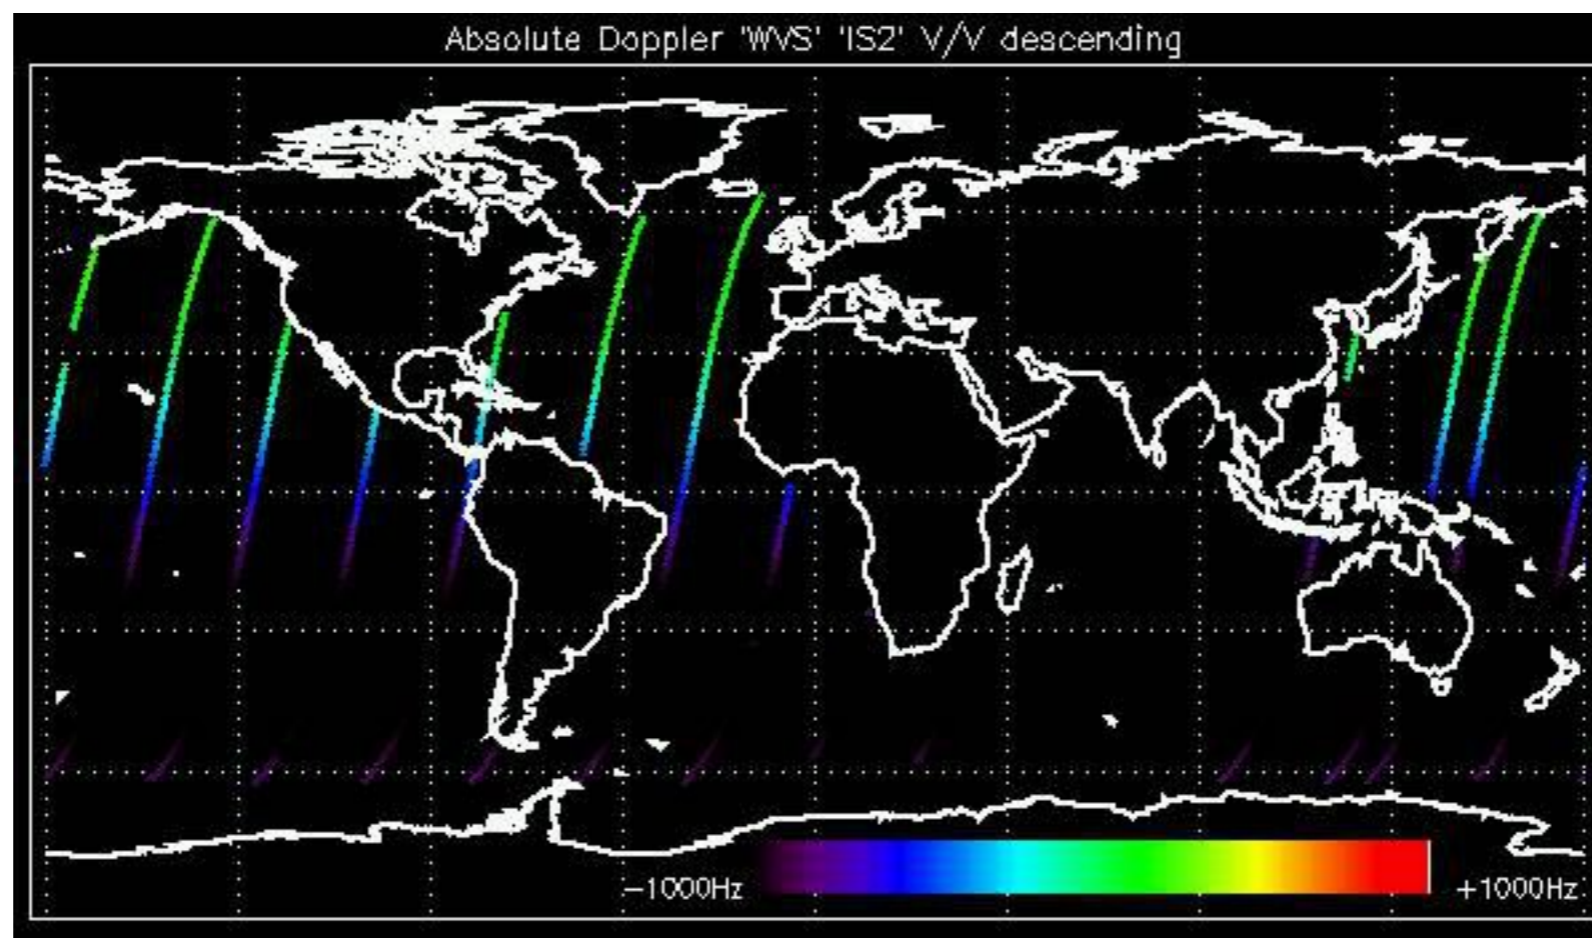 Absolute Doppler 'WVS' 'IS2' V/V descending
−1000Hz +1000Hz